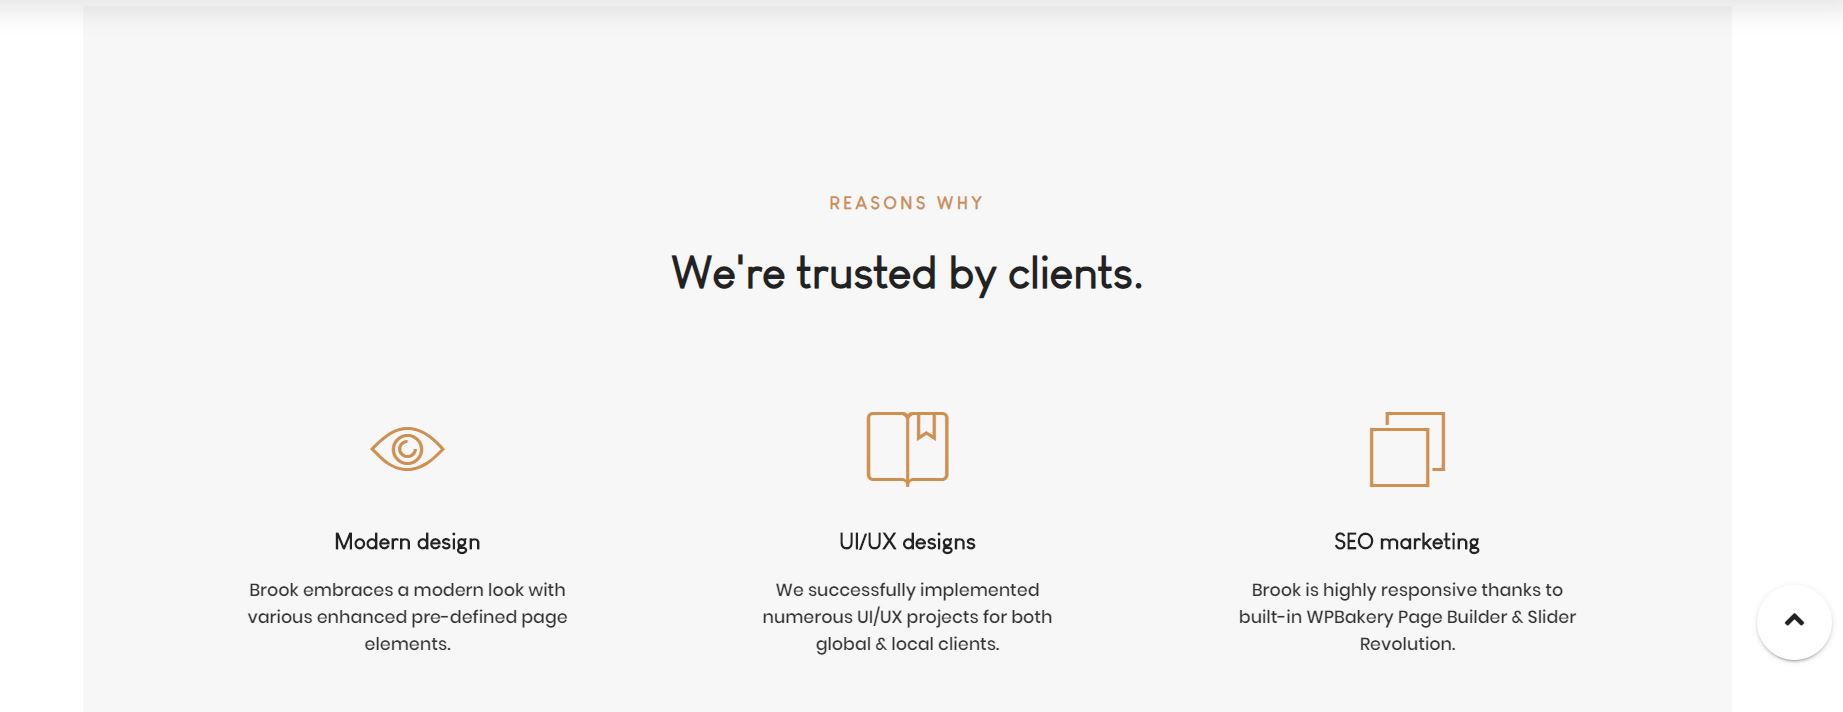 REASONS WHY
We're trusted by clients.
Modern design
Brook embraces a modern look with
various enhanced pre-defined page
elements.
UI/UX designs
We successfully implemented
numerous UI/UX projects for both
global & local clients.
SEO marketing
Brook is highly responsive thanks to
built-in WPBakery Page Builder & Slider
Revolution.